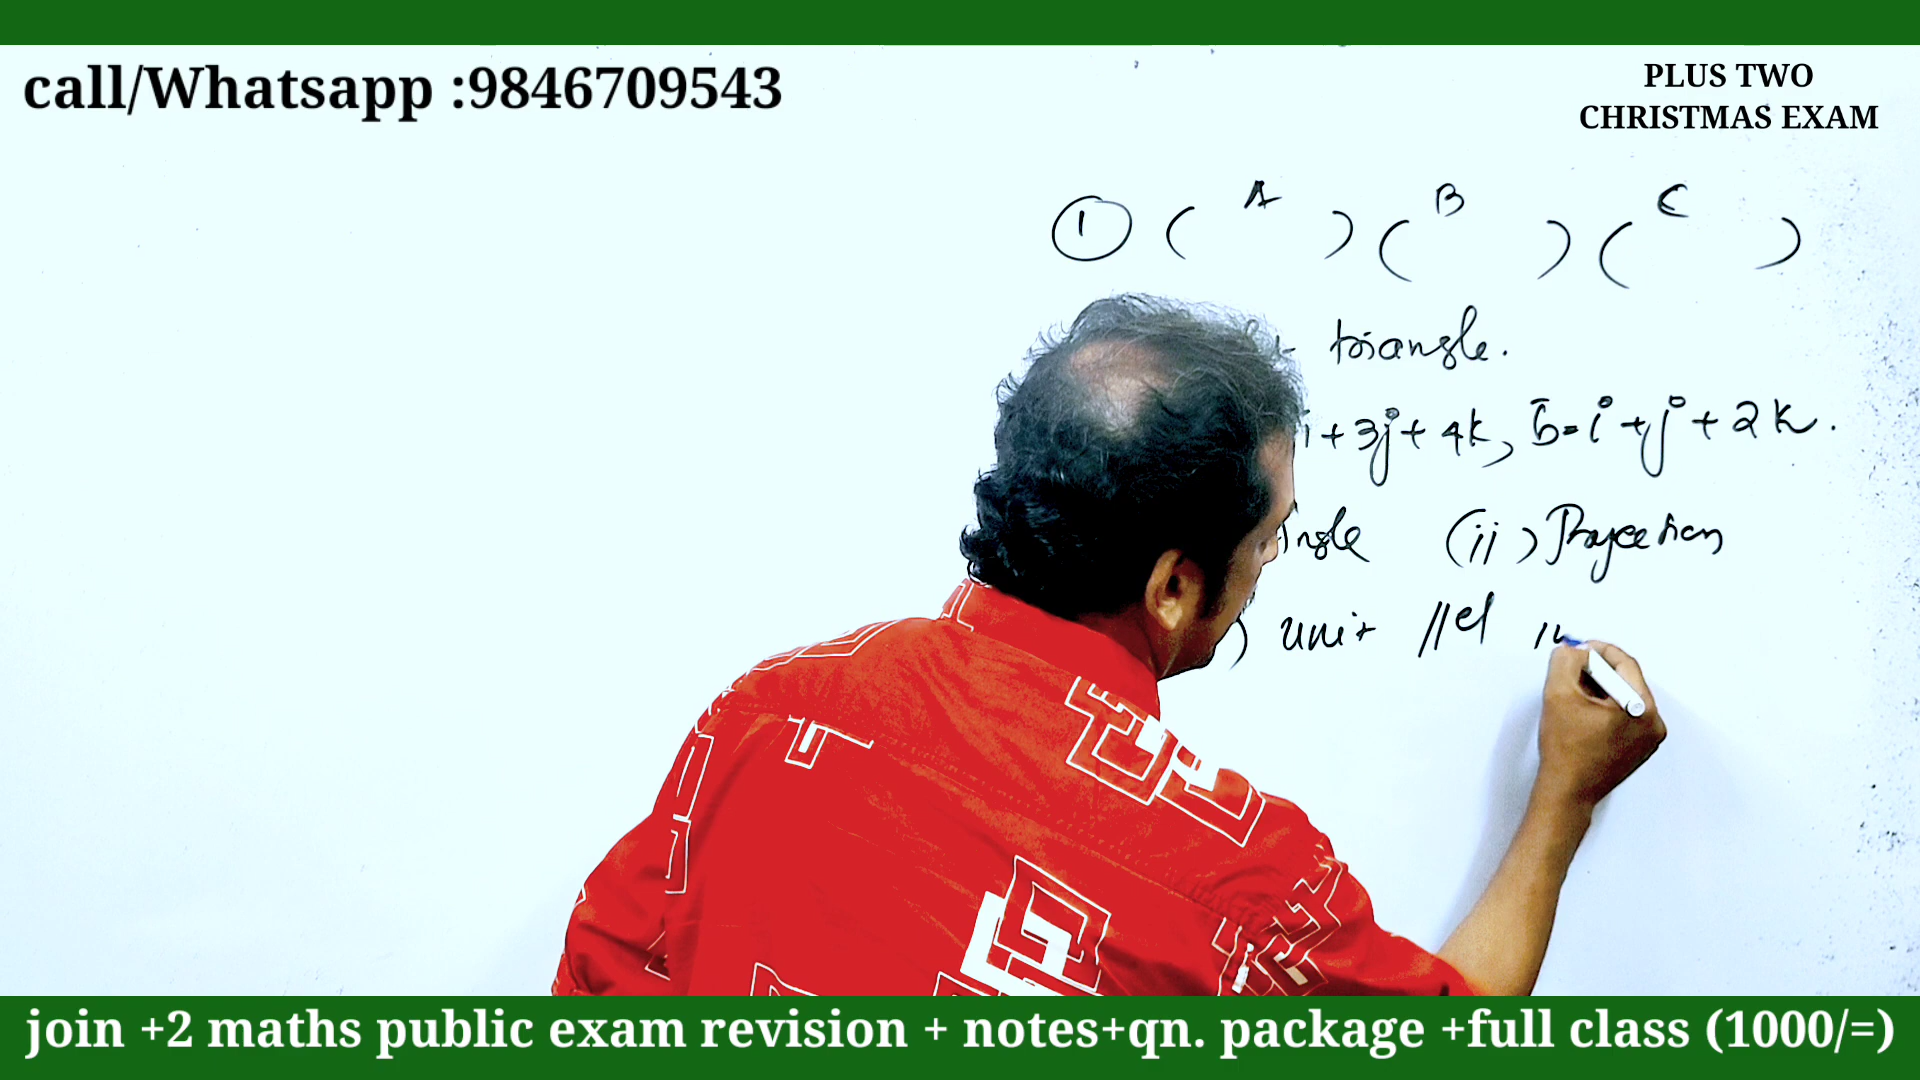 call/Whatsapp :9846709543
PLUS TWO
CHRISTMAS EXAM
A B C
① ( ) ( ) ( )
triangle.
i + 3j + 4k, b̄ = i + j + 2k.
ngle (ii) Projection
) unit //el
join +2 maths public exam revision + notes+qn. package +full class (1000/=)